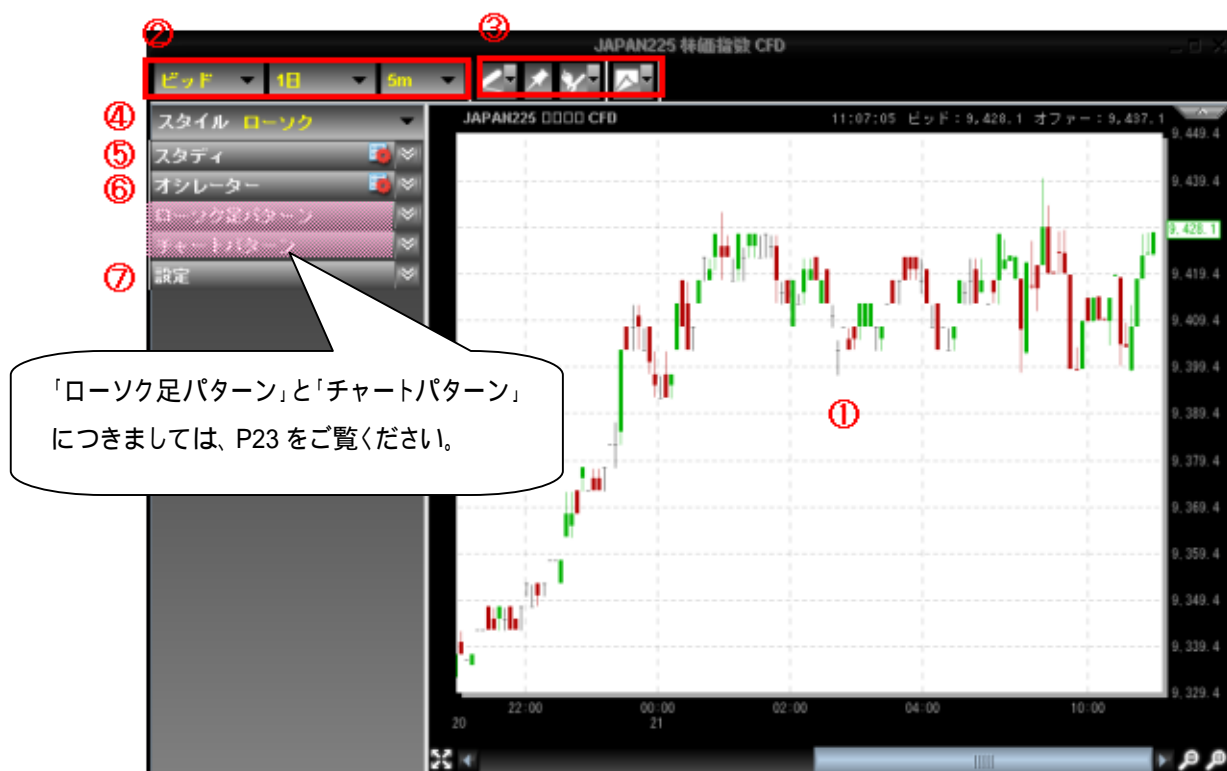 ②
③
JAPAN225 株価指数 CFD
ビッド 1日 5m
④ スタイル ローソク
JAPAN225 □□□□ CFD
11:07:05 ビッド：9,428.1 オファー：9,437.1
⑤ スタディ
⑥ オシレーター
ローソク足パターン
チャートパターン
⑦ 設定
「ローソク足パターン」と「チャートパターン」
につきましては、P23 をご覧ください。
①
9,449.4
9,439.4
9,428.1
9,419.4
9,409.4
9,399.4
9,389.4
9,379.4
9,369.4
9,359.4
9,349.4
9,339.4
9,329.4
22:00 00:00 02:00 04:00 10:00
20 21